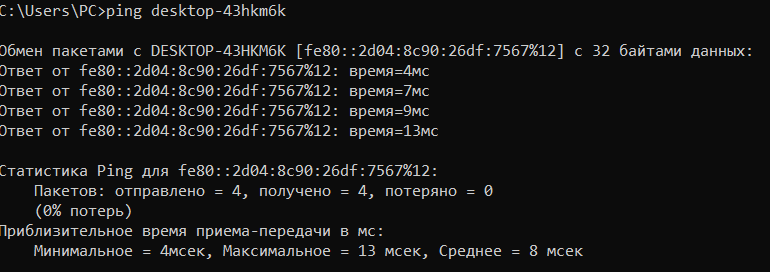 C:\Users\PC>ping desktop-43hkm6k
Обмен пакетами с DESKTOP-43HKM6K [fe80::2d04:8c90:26df:7567%12] с 32 байтами данных:
Ответ от fe80::2d04:8c90:26df:7567%12: время=4мс
Ответ от fe80::2d04:8c90:26df:7567%12: время=7мс
Ответ от fe80::2d04:8c90:26df:7567%12: время=9мс
Ответ от fe80::2d04:8c90:26df:7567%12: время=13мс
Статистика Ping для fe80::2d04:8c90:26df:7567%12:
Пакетов: отправлено = 4, получено = 4, потеряно = 0
(0% потерь)
Приблизительное время приема-передачи в мс:
Минимальное = 4мсек, Максимальное = 13 мсек, Среднее = 8 мсек